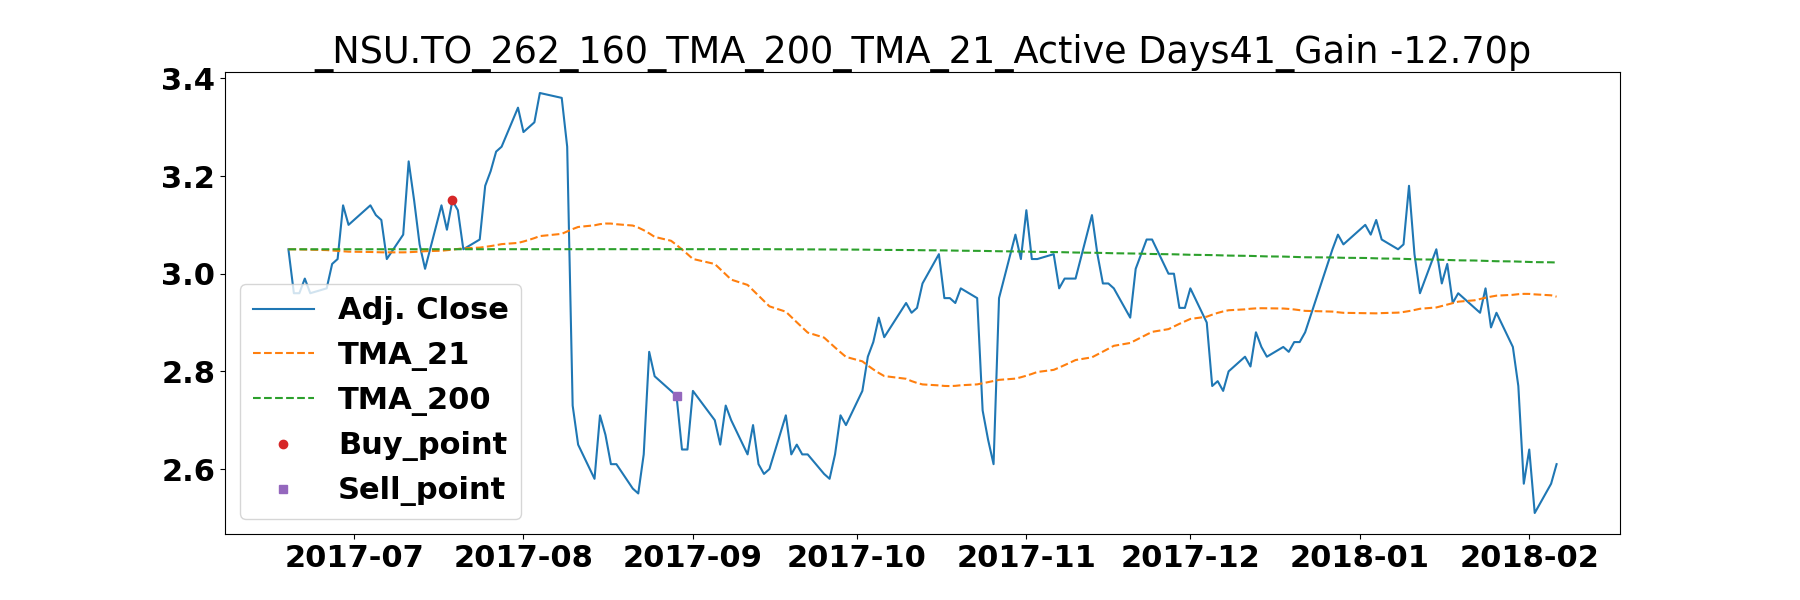 _NSU.TO_262_160_TMA_200_TMA_21_Active Days41_Gain -12.70p
3.4
3.2
3.0
2.8
2.6
Adj. Close
TMA_21
TMA_200
Buy_point
Sell_point
2017-07 2017-08 2017-09 2017-10 2017-11 2017-12 2018-01 2018-02